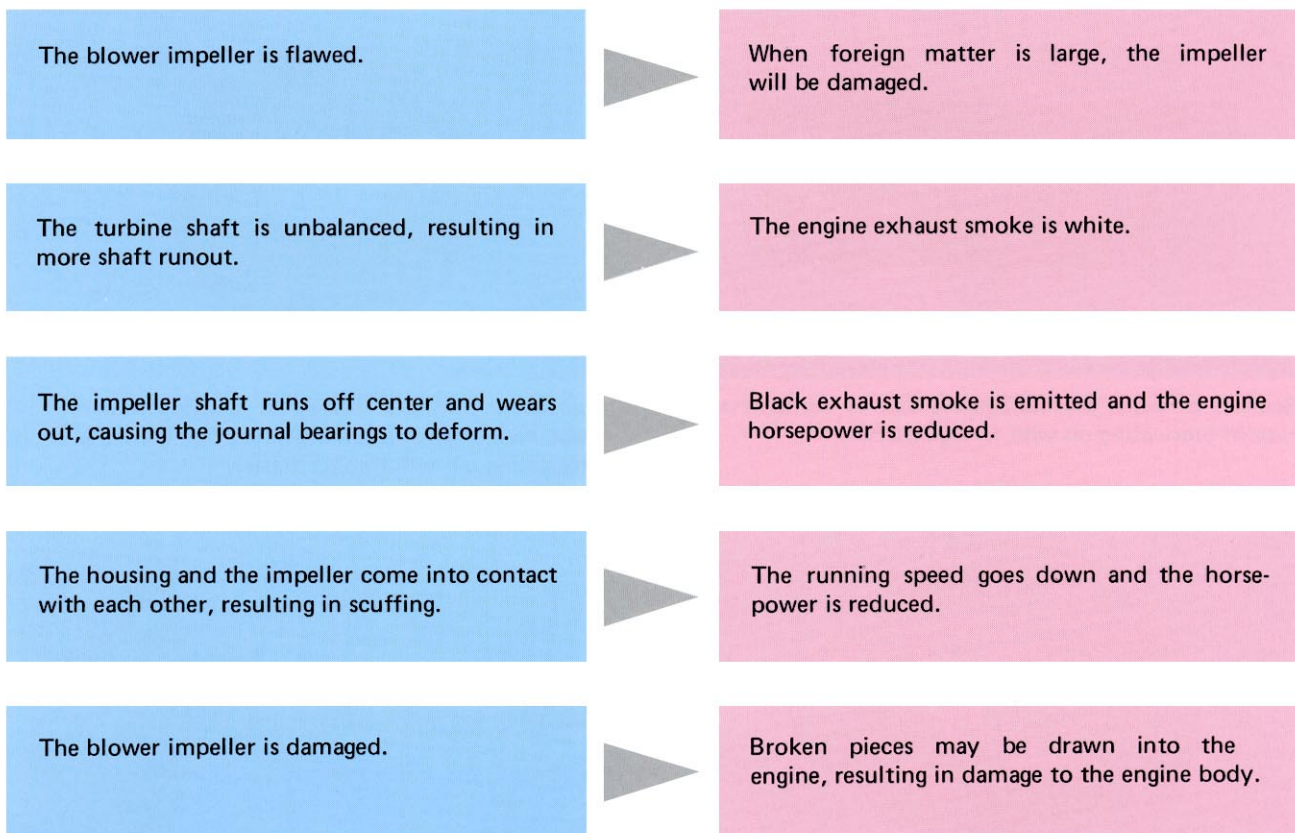 The blower impeller is flawed.
When foreign matter is large, the impeller
will be damaged.
The turbine shaft is unbalanced, resulting in
more shaft runout.
The engine exhaust smoke is white.
The impeller shaft runs off center and wears
out, causing the journal bearings to deform.
Black exhaust smoke is emitted and the engine
horsepower is reduced.
The housing and the impeller come into contact
with each other, resulting in scuffing.
The running speed goes down and the horse-
power is reduced.
The blower impeller is damaged.
Broken pieces may be drawn into the
engine, resulting in damage to the engine body.